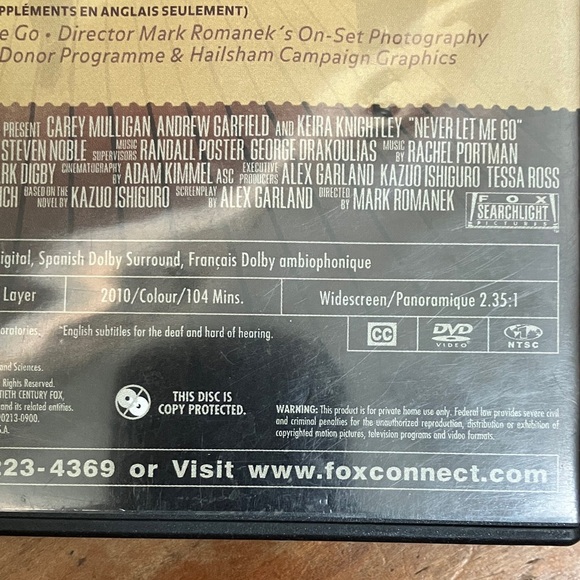 PPLÉMENTS EN ANGLAIS SEULEMENT)
e Go • Director Mark Romanek's On-Set Photography
Donor Programme & Hailsham Campaign Graphics
PRESENT CAREY MULLIGAN ANDREW GARFIELD AND KEIRA KNIGHTLEY "NEVER LET ME GO"
STEVEN NOBLE MUSIC SUPERVISORS RANDALL POSTER GEORGE DRAKOULIAS MUSIC BY RACHEL PORTMAN
RK DIGBY CINEMATOGRAPHY BY ADAM KIMMEL ASC EXECUTIVE PRODUCERS ALEX GARLAND KAZUO ISHIGURO TESSA ROSS
ICH BASED ON THE NOVEL BY KAZUO ISHIGURO SCREENPLAY BY ALEX GARLAND DIRECTED BY MARK ROMANEK
FOX
SEARCHLIGHT
PICTURES
igital, Spanish Dolby Surround, Français Dolby ambiophonique
Layer 2010/Colour/104 Mins. Widescreen/Panoramique 2.35:1
oratories. *English subtitles for the deaf and hard of hearing.
CC
DVD
VIDEO
NTSC
and Sciences.
Rights Reserved.
TIETH CENTURY FOX,
and its related entities.
90213-0900.
S.A.
THIS DISC IS
COPY PROTECTED.
WARNING: This product is for private home use only. Federal law provides severe civil
and criminal penalties for the unauthorized reproduction, distribution or exhibition of
copyrighted motion pictures, television programs and video formats.
223-4369 or Visit www.foxconnect.com